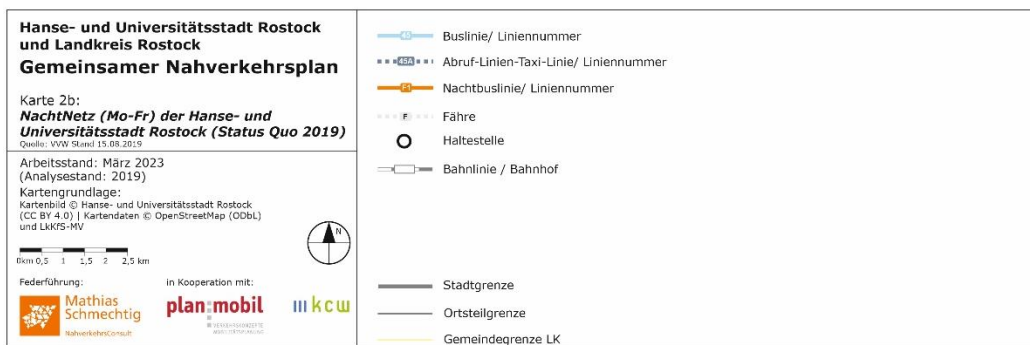 Hanse- und Universitätsstadt Rostock
und Landkreis Rostock
Gemeinsamer Nahverkehrsplan
Karte 2b:
NachtNetz (Mo-Fr) der Hanse- und
Universitätsstadt Rostock (Status Quo 2019)
Quelle: VVW Stand 15.08.2019
Arbeitsstand: März 2023
(Analysestand: 2019)
Kartengrundlage:
Kartenbild © Hanse- und Universitätsstadt Rostock
(CC BY 4.0) | Kartendaten © OpenStreetMap (ODbL)
und LkKfS-MV
N
0km 0,5 1 1,5 2 2,5 km
Federführung:
in Kooperation mit:
Mathias
Schmechtig
NahverkehrsConsult
plan:mobil
VERKEHRSKONZEPTE
kcw
45 Buslinie/ Liniennummer
45A Abruf-Linien-Taxi-Linie/ Liniennummer
F1 Nachtbuslinie/ Liniennummer
F Fähre
Haltestelle
Bahnlinie / Bahnhof
Stadtgrenze
Ortsteilgrenze
Gemeindegrenze LK